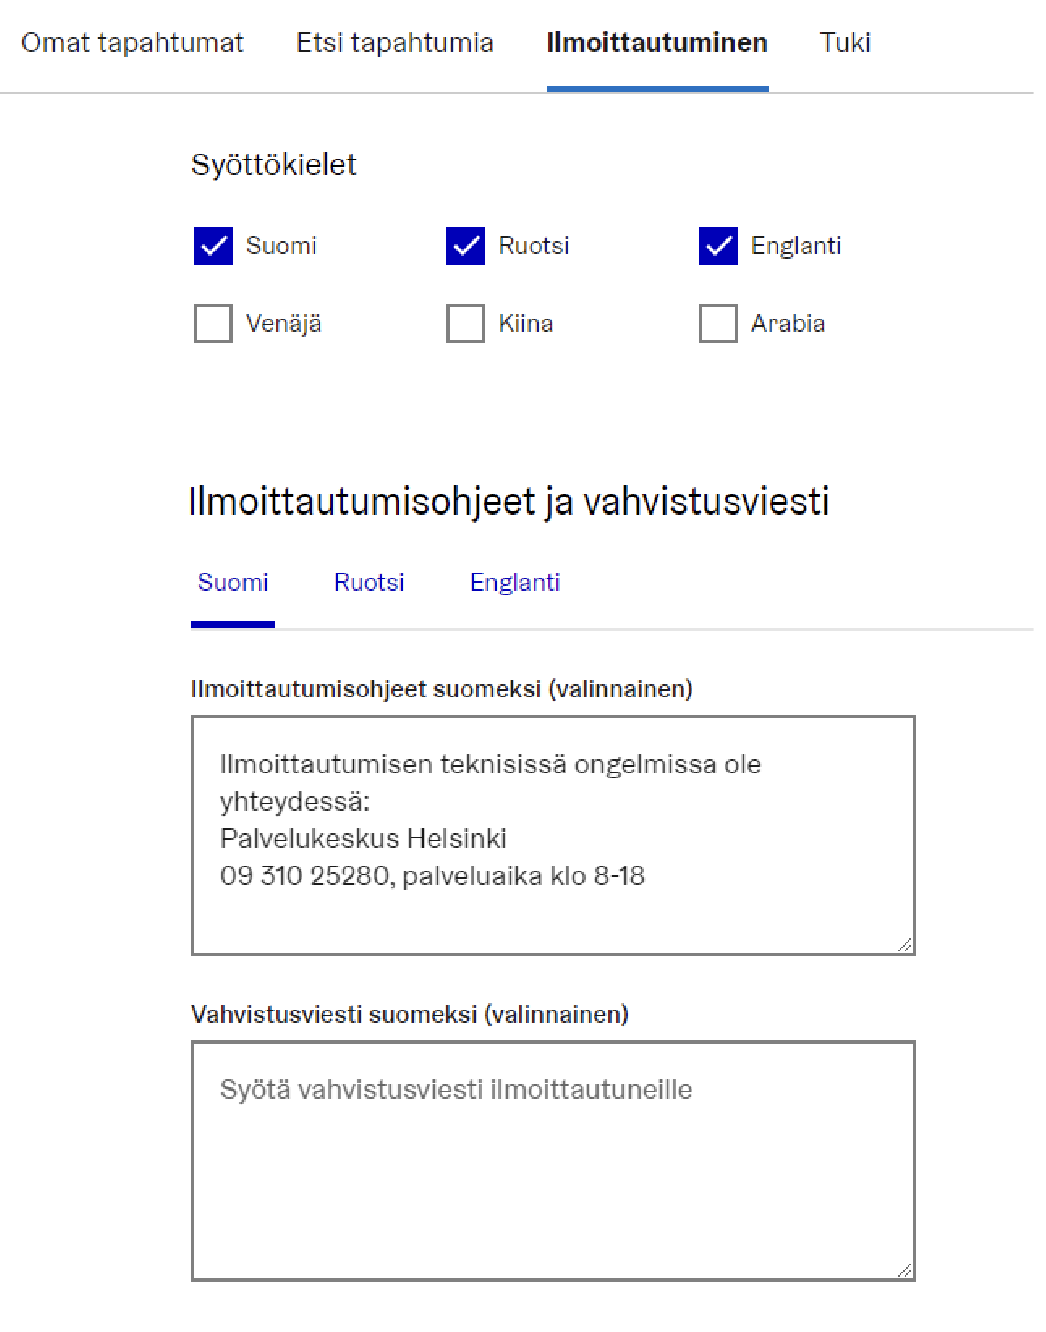 Omat tapahtumat Etsi tapahtumia Ilmoittautuminen Tuki
Syöttökielet
Suomi Ruotsi Englanti
Venäjä Kiina Arabia
Ilmoittautumisohjeet ja vahvistusviesti
Suomi Ruotsi Englanti
Ilmoittautumisohjeet suomeksi (valinnainen)
Ilmoittautumisen teknisissä ongelmissa ole
yhteydessä:
Palvelukeskus Helsinki
09 310 25280, palveluaika klo 8-18
Vahvistusviesti suomeksi (valinnainen)
Syötä vahvistusviesti ilmoittautuneille